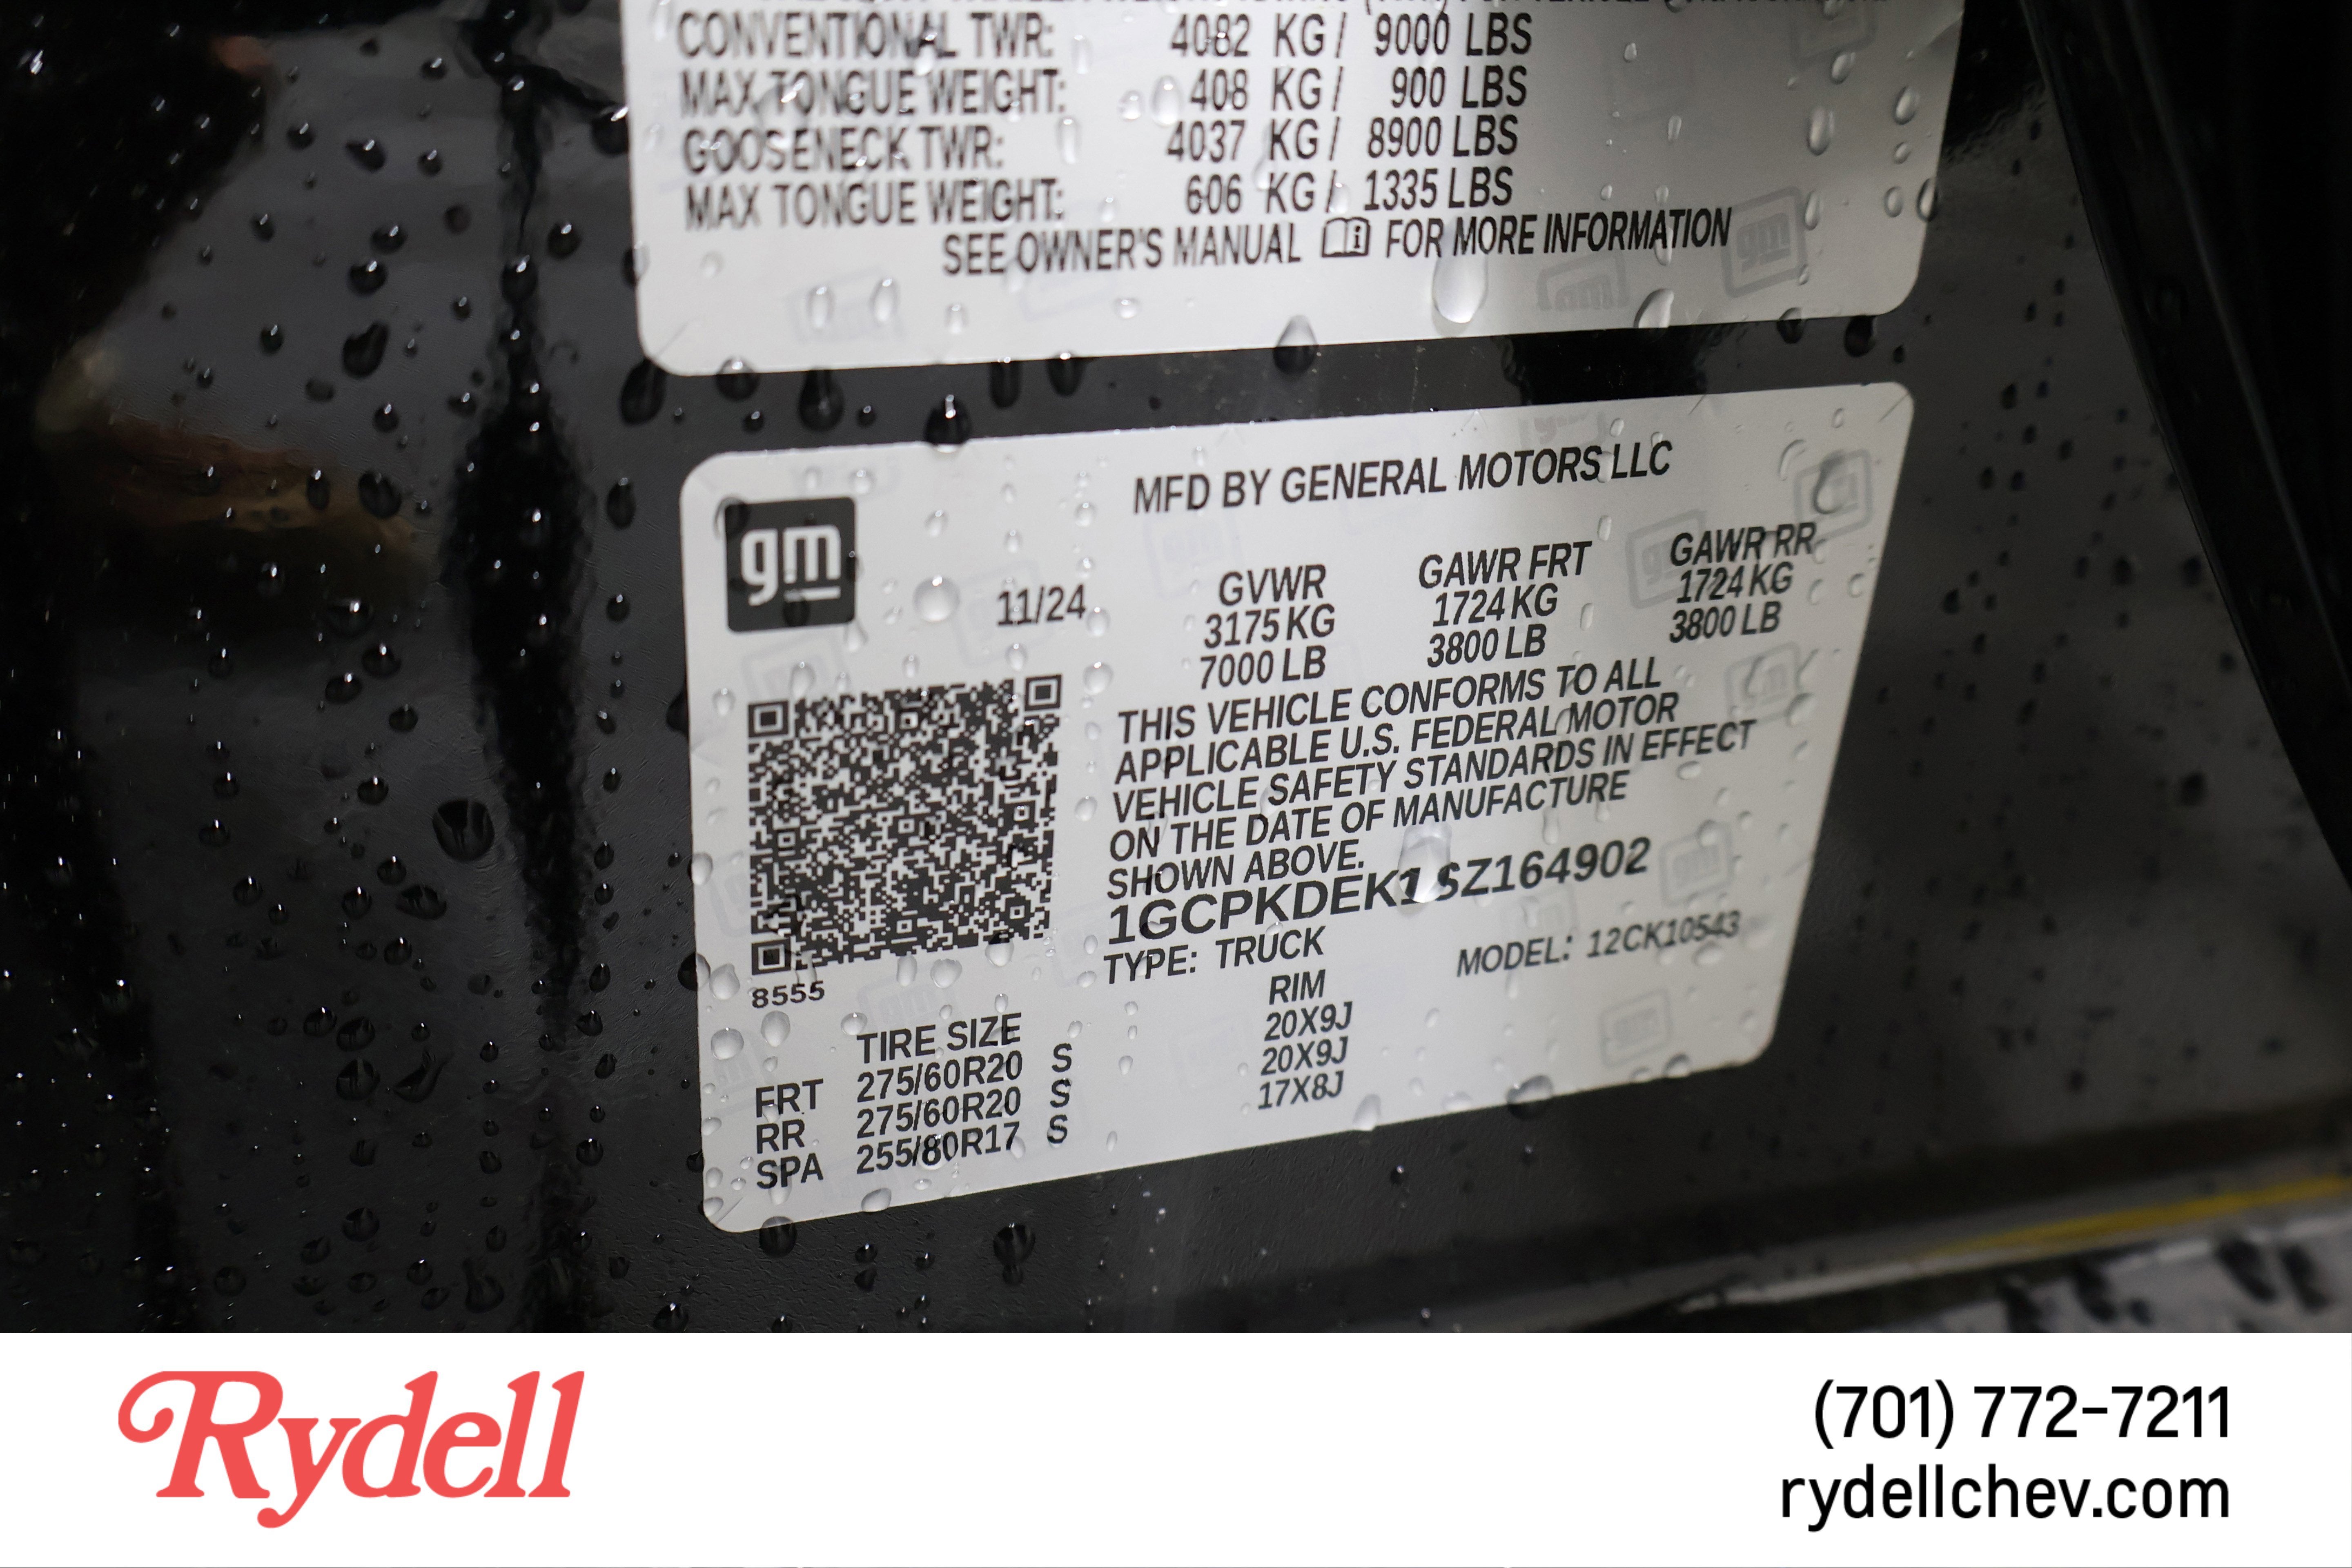 CONVENTIONAL TWR: 4082 KG / 9000 LBS
MAX TONGUE WEIGHT: 408 KG / 900 LBS
GOOSENECK TWR: 4037 KG / 8900 LBS
MAX TONGUE WEIGHT: 606 KG / 1335 LBS
SEE OWNER'S MANUAL FOR MORE INFORMATION
gm
MFD BY GENERAL MOTORS LLC
11/24 GVWR GAWR FRT GAWR RR
3175 KG 1724 KG 1724 KG
7000 LB 3800 LB 3800 LB
THIS VEHICLE CONFORMS TO ALL
APPLICABLE U.S. FEDERAL MOTOR
VEHICLE SAFETY STANDARDS IN EFFECT
ON THE DATE OF MANUFACTURE
SHOWN ABOVE.
1GCPKDEK1SZ164902
TYPE: TRUCK MODEL: 12CK10543
8555
TIRE SIZE RIM
FRT 275/60R20 S 20X9J
RR 275/60R20 S 20X9J
SPA 255/80R17 S 17X8J
Rydell
(701) 772-7211
rydellchev.com